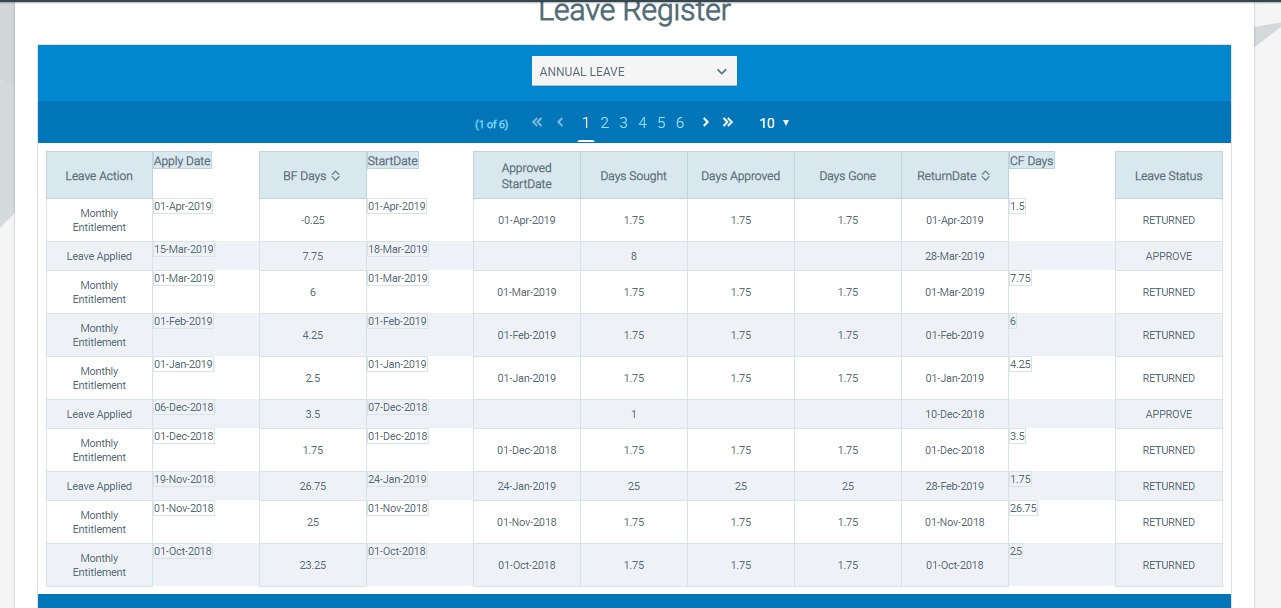 Leave Register
ANNUAL LEAVE
(1 of 6) « ‹ 1 2 3 4 5 6 › » 10 ▼
Leave Action Apply Date BF Days StartDate Approved StartDate Days Sought Days Approved Days Gone ReturnDate CF Days Leave Status
Monthly Entitlement 01-Apr-2019 -0.25 01-Apr-2019 01-Apr-2019 1.75 1.75 1.75 01-Apr-2019 1.5 RETURNED
Leave Applied 15-Mar-2019 7.75 18-Mar-2019 8 28-Mar-2019 APPROVE
Monthly Entitlement 01-Mar-2019 6 01-Mar-2019 01-Mar-2019 1.75 1.75 1.75 01-Mar-2019 7.75 RETURNED
Monthly Entitlement 01-Feb-2019 4.25 01-Feb-2019 01-Feb-2019 1.75 1.75 1.75 01-Feb-2019 6 RETURNED
Monthly Entitlement 01-Jan-2019 2.5 01-Jan-2019 01-Jan-2019 1.75 1.75 1.75 01-Jan-2019 4.25 RETURNED
Leave Applied 06-Dec-2018 3.5 07-Dec-2018 1 10-Dec-2018 APPROVE
Monthly Entitlement 01-Dec-2018 1.75 01-Dec-2018 01-Dec-2018 1.75 1.75 1.75 01-Dec-2018 3.5 RETURNED
Leave Applied 19-Nov-2018 26.75 24-Jan-2019 24-Jan-2019 25 25 25 28-Feb-2019 1.75 RETURNED
Monthly Entitlement 01-Nov-2018 25 01-Nov-2018 01-Nov-2018 1.75 1.75 1.75 01-Nov-2018 26.75 RETURNED
Monthly Entitlement 01-Oct-2018 23.25 01-Oct-2018 01-Oct-2018 1.75 1.75 1.75 01-Oct-2018 25 RETURNED